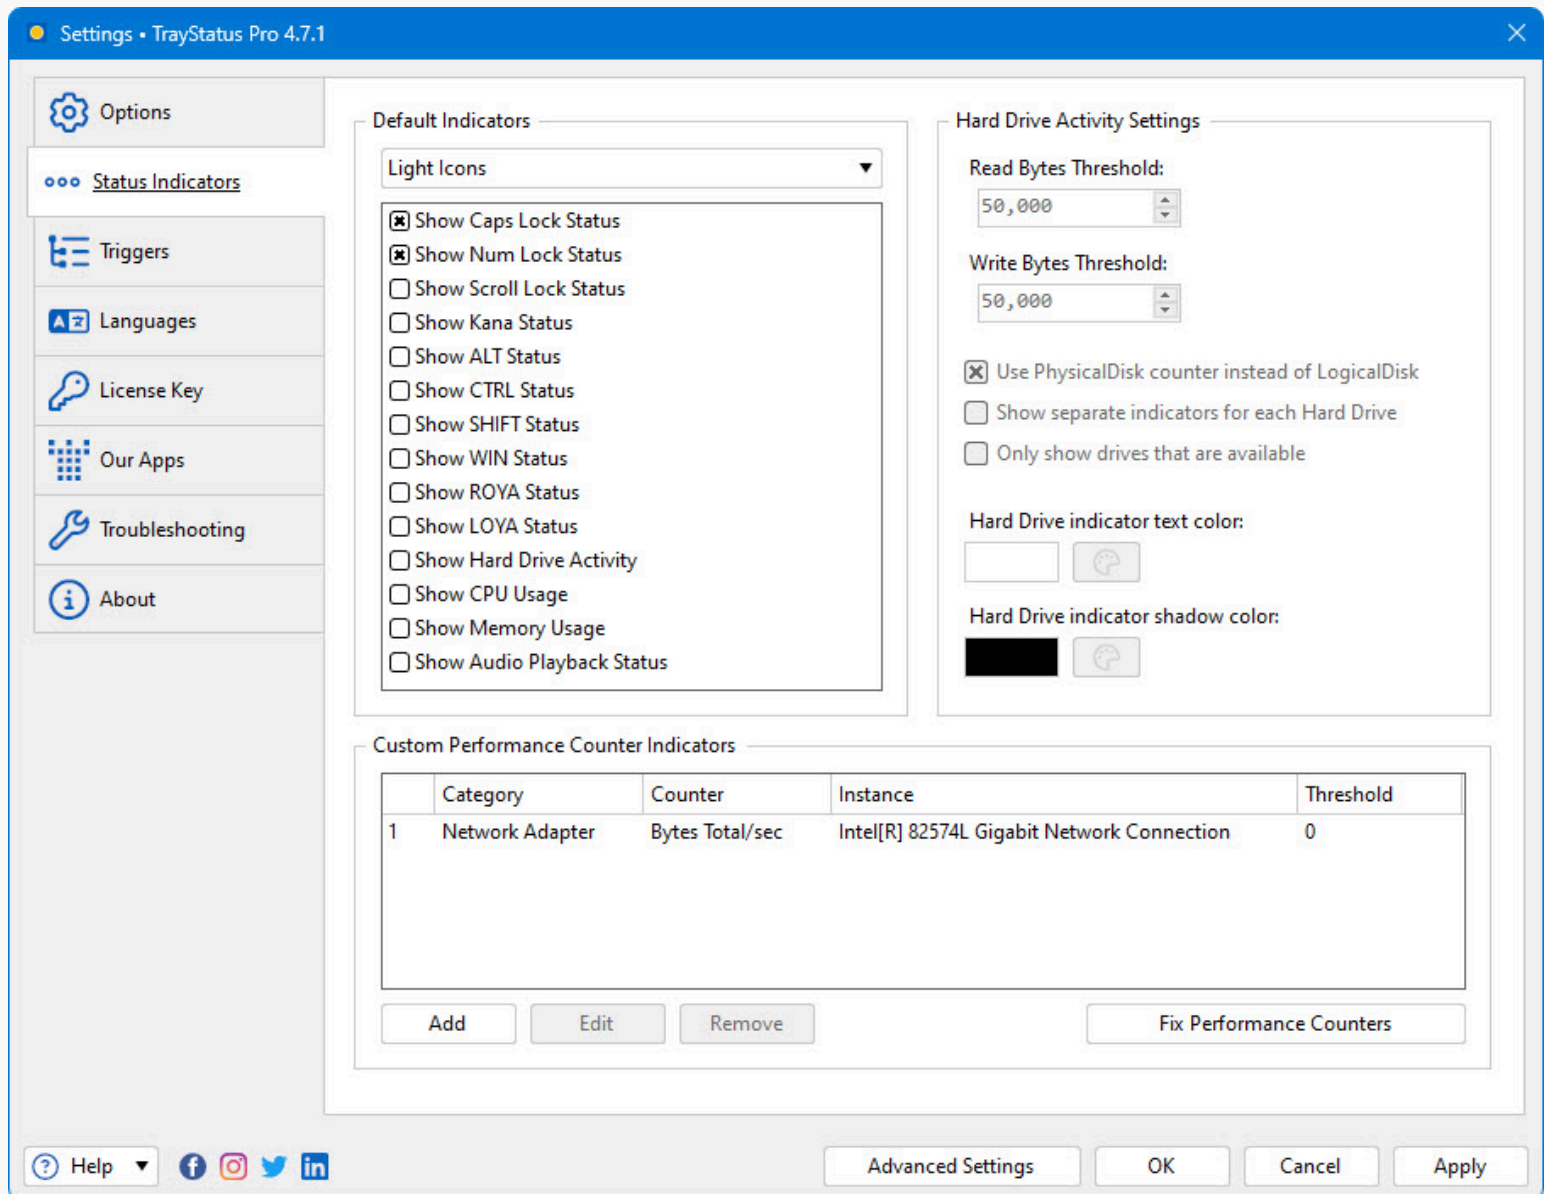 Settings • TrayStatus Pro 4.7.1
Options
Status Indicators
Triggers
Languages
License Key
Our Apps
Troubleshooting
About
Default Indicators
Light Icons
Show Caps Lock Status
Show Num Lock Status
Show Scroll Lock Status
Show Kana Status
Show ALT Status
Show CTRL Status
Show SHIFT Status
Show WIN Status
Show ROYA Status
Show LOYA Status
Show Hard Drive Activity
Show CPU Usage
Show Memory Usage
Show Audio Playback Status
Hard Drive Activity Settings
Read Bytes Threshold:
50,000
Write Bytes Threshold:
50,000
Use PhysicalDisk counter instead of LogicalDisk
Show separate indicators for each Hard Drive
Only show drives that are available
Hard Drive indicator text color:
Hard Drive indicator shadow color:
Custom Performance Counter Indicators
Category Counter Instance Threshold
1 Network Adapter Bytes Total/sec Intel[R] 82574L Gigabit Network Connection 0
Add Edit Remove Fix Performance Counters
Help Advanced Settings OK Cancel Apply